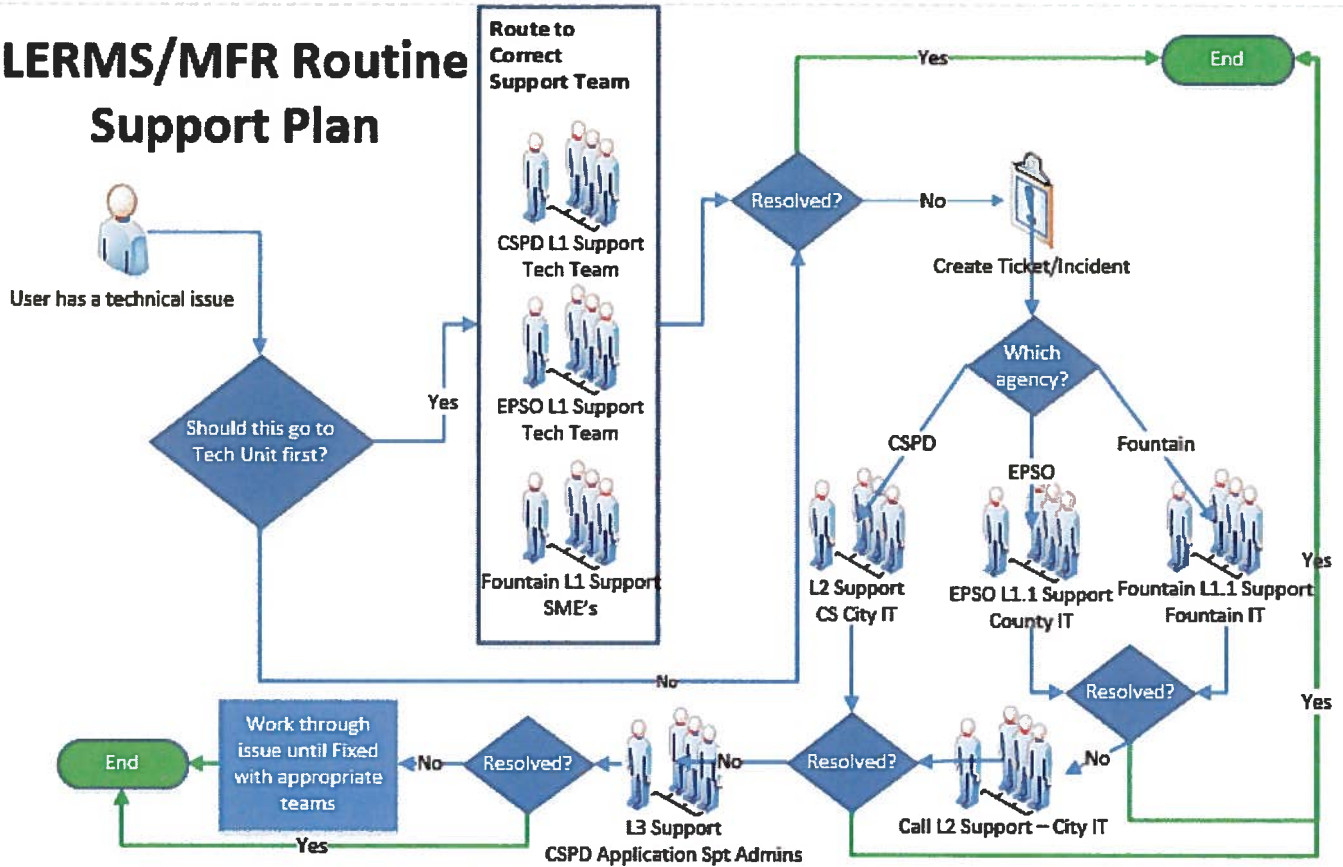 LERMS/MFR Routine
Support Plan
User has a technical issue
Should this go to
Tech Unit first?
Yes
No
Route to
Correct
Support Team
CSPD L1 Support
Tech Team
EPSO L1 Support
Tech Team
Fountain L1 Support
SME's
Resolved?
Yes
End
No
Create Ticket/Incident
Which
agency?
CSPD
EPSO
Fountain
L2 Support
CS City IT
EPSO L1.1 Support
County IT
Fountain L1.1 Support
Fountain IT
Resolved?
Yes
Yes
No
Call L2 Support – City IT
Resolved?
No
L3 Support
CSPD Application Spt Admins
Resolved?
No
Yes
Work through
issue until Fixed
with appropriate
teams
End